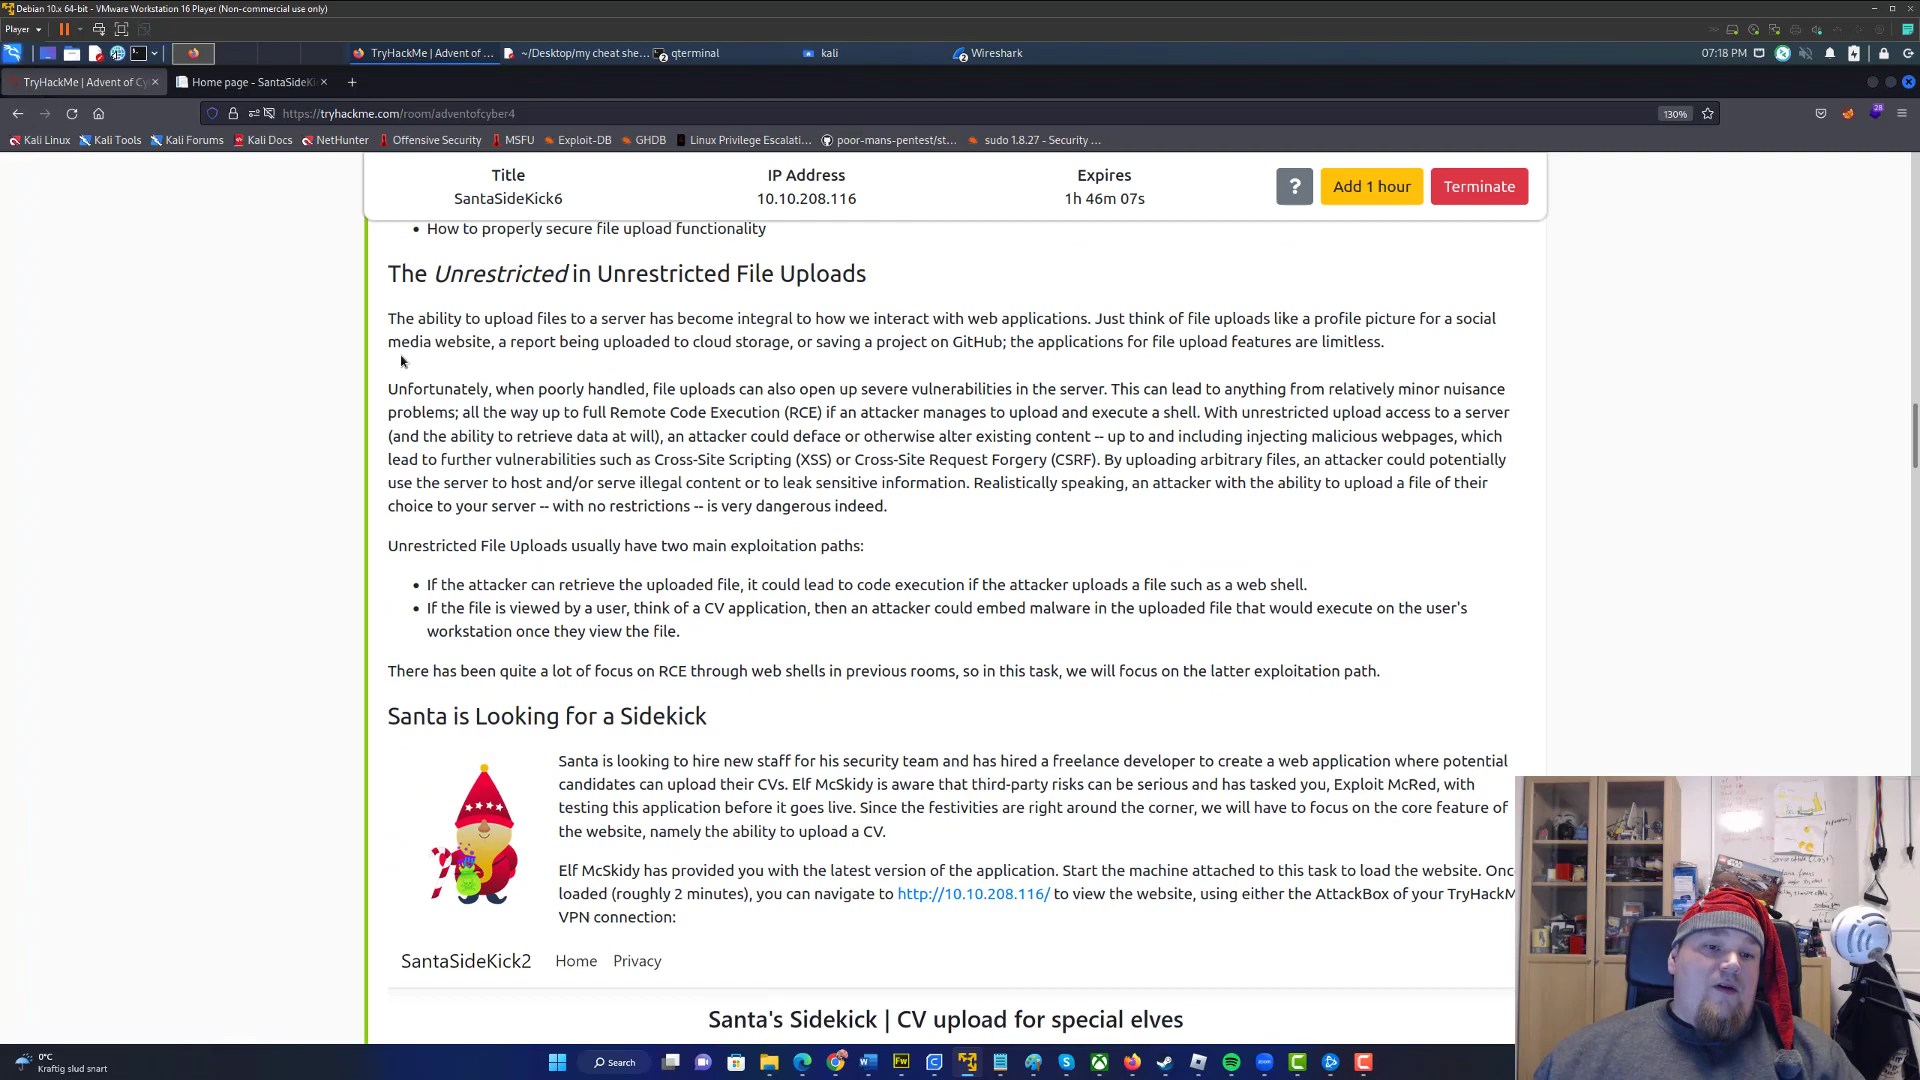 Debian 10.x 64-bit - VMware Workstation 16 Player (Non-commercial use only)
Player
TryHackMe | Advent of ...
~/Desktop/my cheat she...
qterminal
kali
Wireshark
07:18 PM
TryHackMe | Advent of Cyb
Home page - SantaSideKi
https://tryhackme.com/room/adventofcyber4
130%
28
Kali Linux
Kali Tools
Kali Forums
Kali Docs
NetHunter
Offensive Security
MSFU
Exploit-DB
GHDB
Linux Privilege Escalati...
poor-mans-pentest/st...
sudo 1.8.27 - Security ...
Title
IP Address
Expires
SantaSideKick6
10.10.208.116
1h 46m 07s
?
Add 1 hour
Terminate
• How to properly secure file upload functionality
The Unrestricted in Unrestricted File Uploads
The ability to upload files to a server has become integral to how we interact with web applications. Just think of file uploads like a profile picture for a social
media website, a report being uploaded to cloud storage, or saving a project on GitHub; the applications for file upload features are limitless.
Unfortunately, when poorly handled, file uploads can also open up severe vulnerabilities in the server. This can lead to anything from relatively minor nuisance
problems; all the way up to full Remote Code Execution (RCE) if an attacker manages to upload and execute a shell. With unrestricted upload access to a server
(and the ability to retrieve data at will), an attacker could deface or otherwise alter existing content -- up to and including injecting malicious webpages, which
lead to further vulnerabilities such as Cross-Site Scripting (XSS) or Cross-Site Request Forgery (CSRF). By uploading arbitrary files, an attacker could potentially
use the server to host and/or serve illegal content or to leak sensitive information. Realistically speaking, an attacker with the ability to upload a file of their
choice to your server -- with no restrictions -- is very dangerous indeed.
Unrestricted File Uploads usually have two main exploitation paths:
• If the attacker can retrieve the uploaded file, it could lead to code execution if the attacker uploads a file such as a web shell.
• If the file is viewed by a user, think of a CV application, then an attacker could embed malware in the uploaded file that would execute on the user's
workstation once they view the file.
There has been quite a lot of focus on RCE through web shells in previous rooms, so in this task, we will focus on the latter exploitation path.
Santa is Looking for a Sidekick
Santa is looking to hire new staff for his security team and has hired a freelance developer to create a web application where potential
candidates can upload their CVs. Elf McSkidy is aware that third-party risks can be serious and has tasked you, Exploit McRed, with
testing this application before it goes live. Since the festivities are right around the corner, we will have to focus on the core feature of
the website, namely the ability to upload a CV.
Elf McSkidy has provided you with the latest version of the application. Start the machine attached to this task to load the website. Onc
loaded (roughly 2 minutes), you can navigate to http://10.10.208.116/ to view the website, using either the AttackBox of your TryHackM
VPN connection:
SantaSideKick2
Home
Privacy
Santa's Sidekick | CV upload for special elves
0°C
Kraftig slud snart
Search